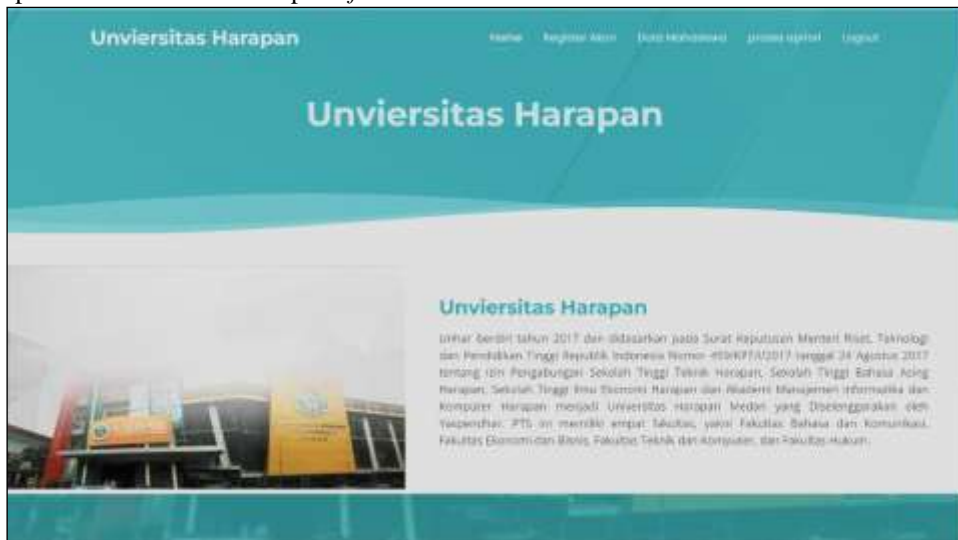 Unviersitas Harapan
Home Register Akun Data Mahasiswa proses apriori Logout
Unviersitas Harapan
Unviersitas Harapan
Unhar berdiri tahun 2017 dan didasarkan pada Surat Keputusan Menteri Riset, Teknologi
dan Pendidikan Tinggi Republik Indonesia Nomor tanggal 24 Agustus 2017
tentang Izin Pengabungan Sekolah Tinggi Teknik Harapan, Sekolah Tinggi Bahasa Asing
Harapan, Sekolah Tinggi Ilmu Ekonomi Harapan dan Akademi Manajemen Informatika dan
Komputer Harapan menjadi Universitas Harapan Medan yang Diselenggarakan oleh
Yaspendhar. PTS ini memiliki empat fakultas, yakni Fakultas Bahasa dan Komunikasi,
Fakultas Ekonomi dan Bisnis, Fakultas Teknik dan Komputer, dan Fakultas Hukum.